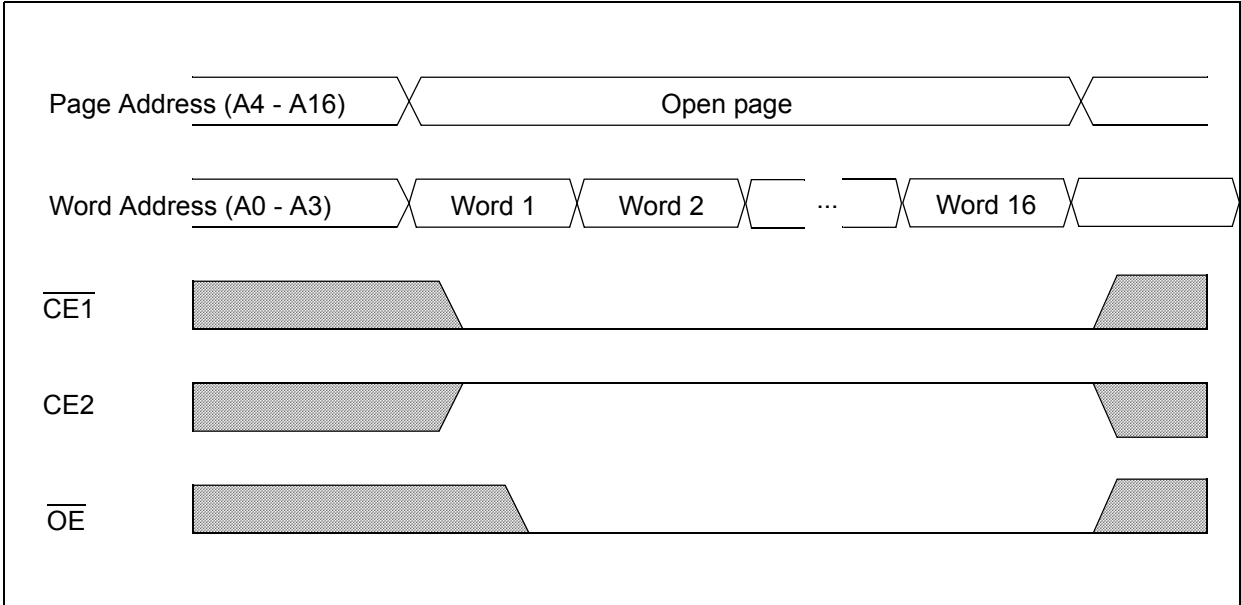 Page Address (A4 - A16)
Open page
Word Address (A0 - A3)
Word 1
Word 2
...
Word 16
CE1
CE2
OE